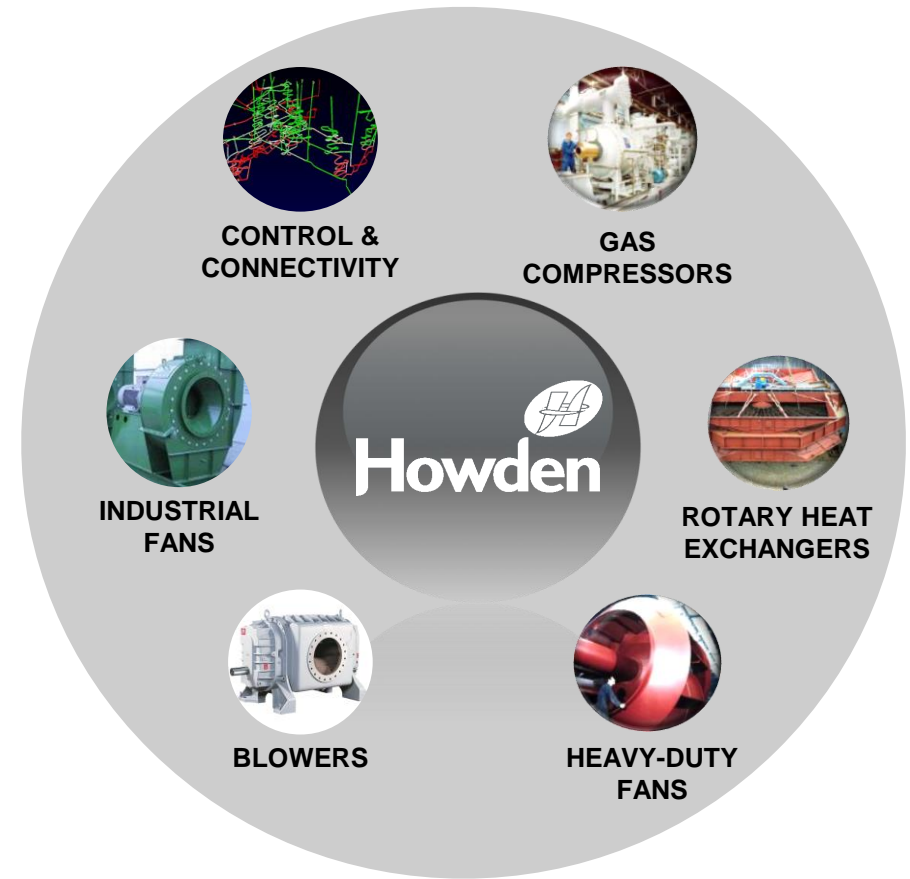 CONTROL &
CONNECTIVITY
GAS
COMPRESSORS
Howden
INDUSTRIAL
FANS
ROTARY HEAT
EXCHANGERS
BLOWERS
HEAVY-DUTY
FANS